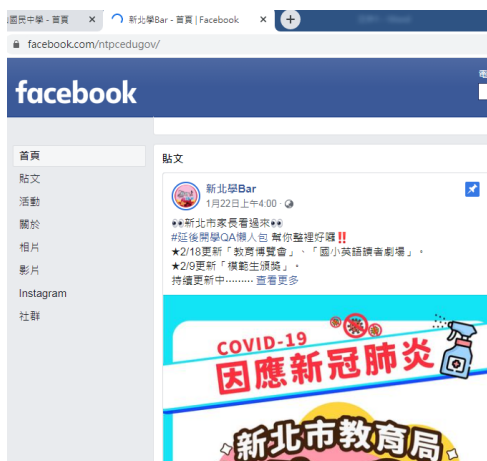 國民中學 - 首頁
新北學Bar - 首頁 | Facebook
facebook.com/ntpcedugov/
facebook
首頁
貼文
活動
關於
相片
影片
Instagram
社群
貼文
新北學Bar
1月22日上午4:00
👀新北市家長看過來👀
#延後開學QA懶人包 幫你整裡好囉‼️
★2/18更新「教育博覽會」、「國小英語讀者劇場」。
★2/9更新「模範生頒獎」。
持續更新中......... 查看更多
COVID-19
因應新冠肺炎
新北市教育局